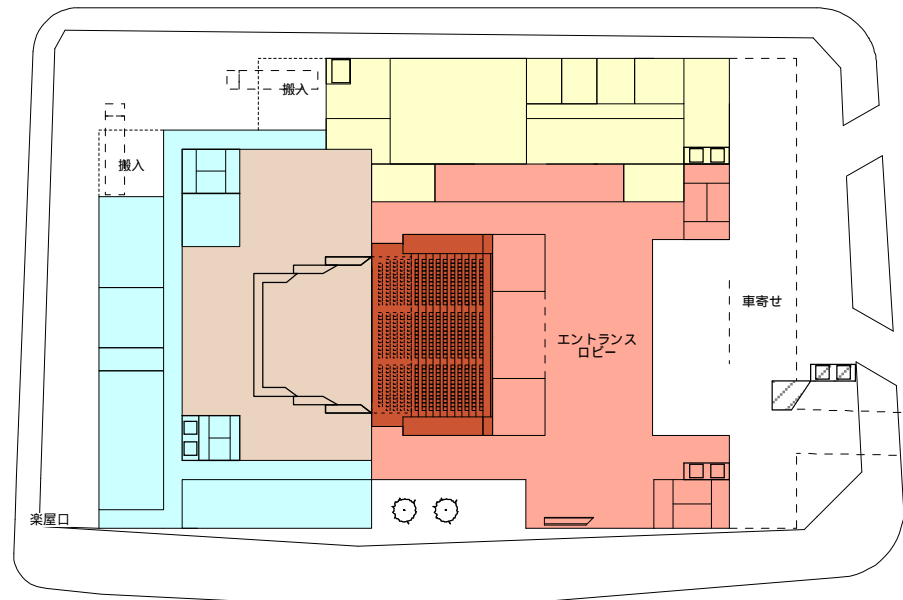 搬入
搬入
車寄せ
エントランス
ロビー
楽屋口